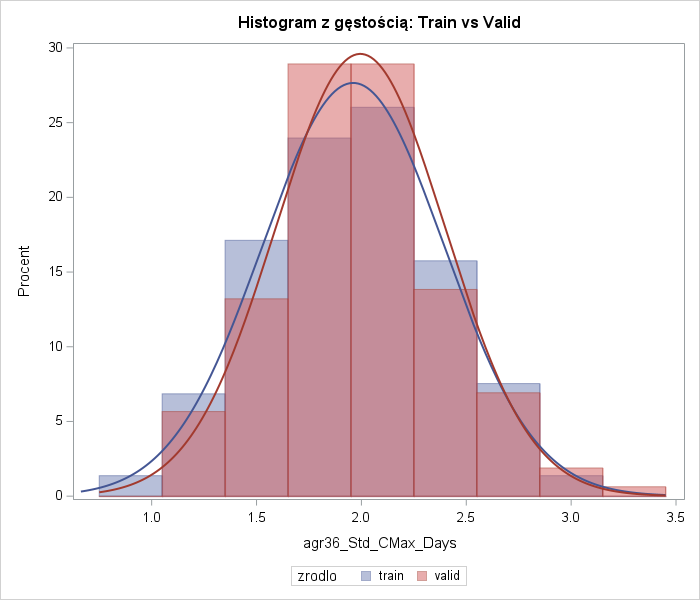 Histogram z gęstością: Train vs Valid
Procent
30
25
20
15
10
5
0
1.0 1.5 2.0 2.5 3.0 3.5
agr36_Std_CMax_Days
zrodlo train valid